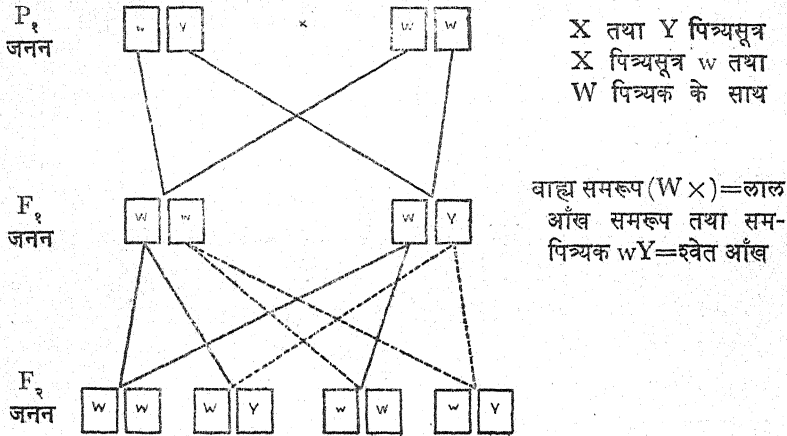 P₁
जनन
w Y × W W
X तथा Y पित्र्यसूत्र
X पित्र्यसूत्र w तथा
W पित्र्यक के साथ
F₁
जनन
W w W Y
बाह्य समरूप (W ×)=लाल
आँख समरूप तथा सम-
पित्र्यक wY=श्वेत आँख
F₂
जनन
W W W Y w W w Y